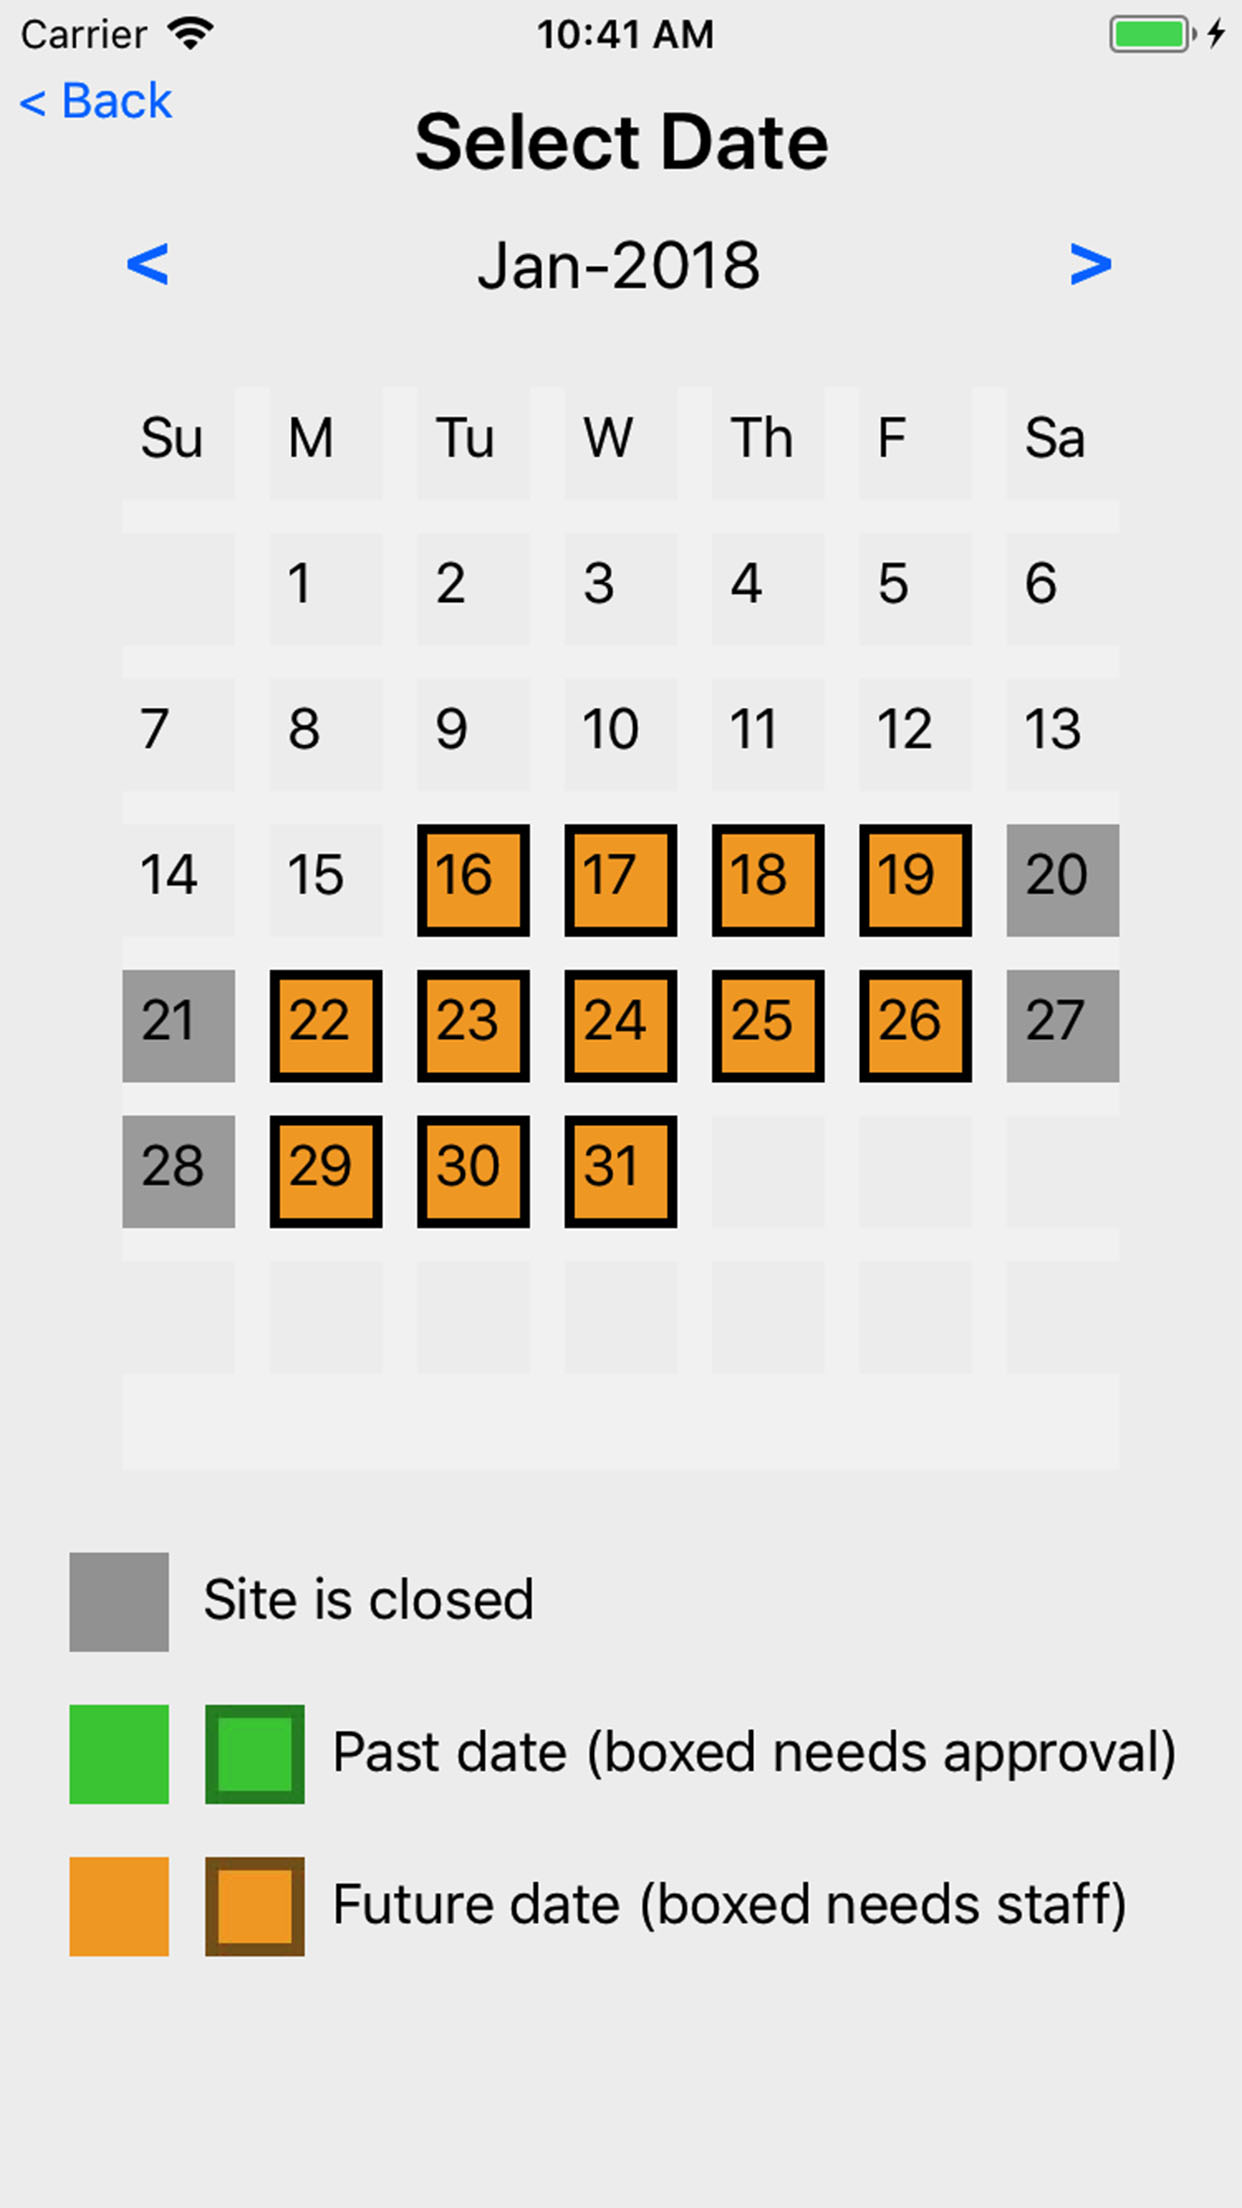 Carrier 10:41 AM
< Back
Select Date
< Jan-2018 >
Su M Tu W Th F Sa
1 2 3 4 5 6
7 8 9 10 11 12 13
14 15 16 17 18 19 20
21 22 23 24 25 26 27
28 29 30 31
Site is closed
Past date (boxed needs approval)
Future date (boxed needs staff)